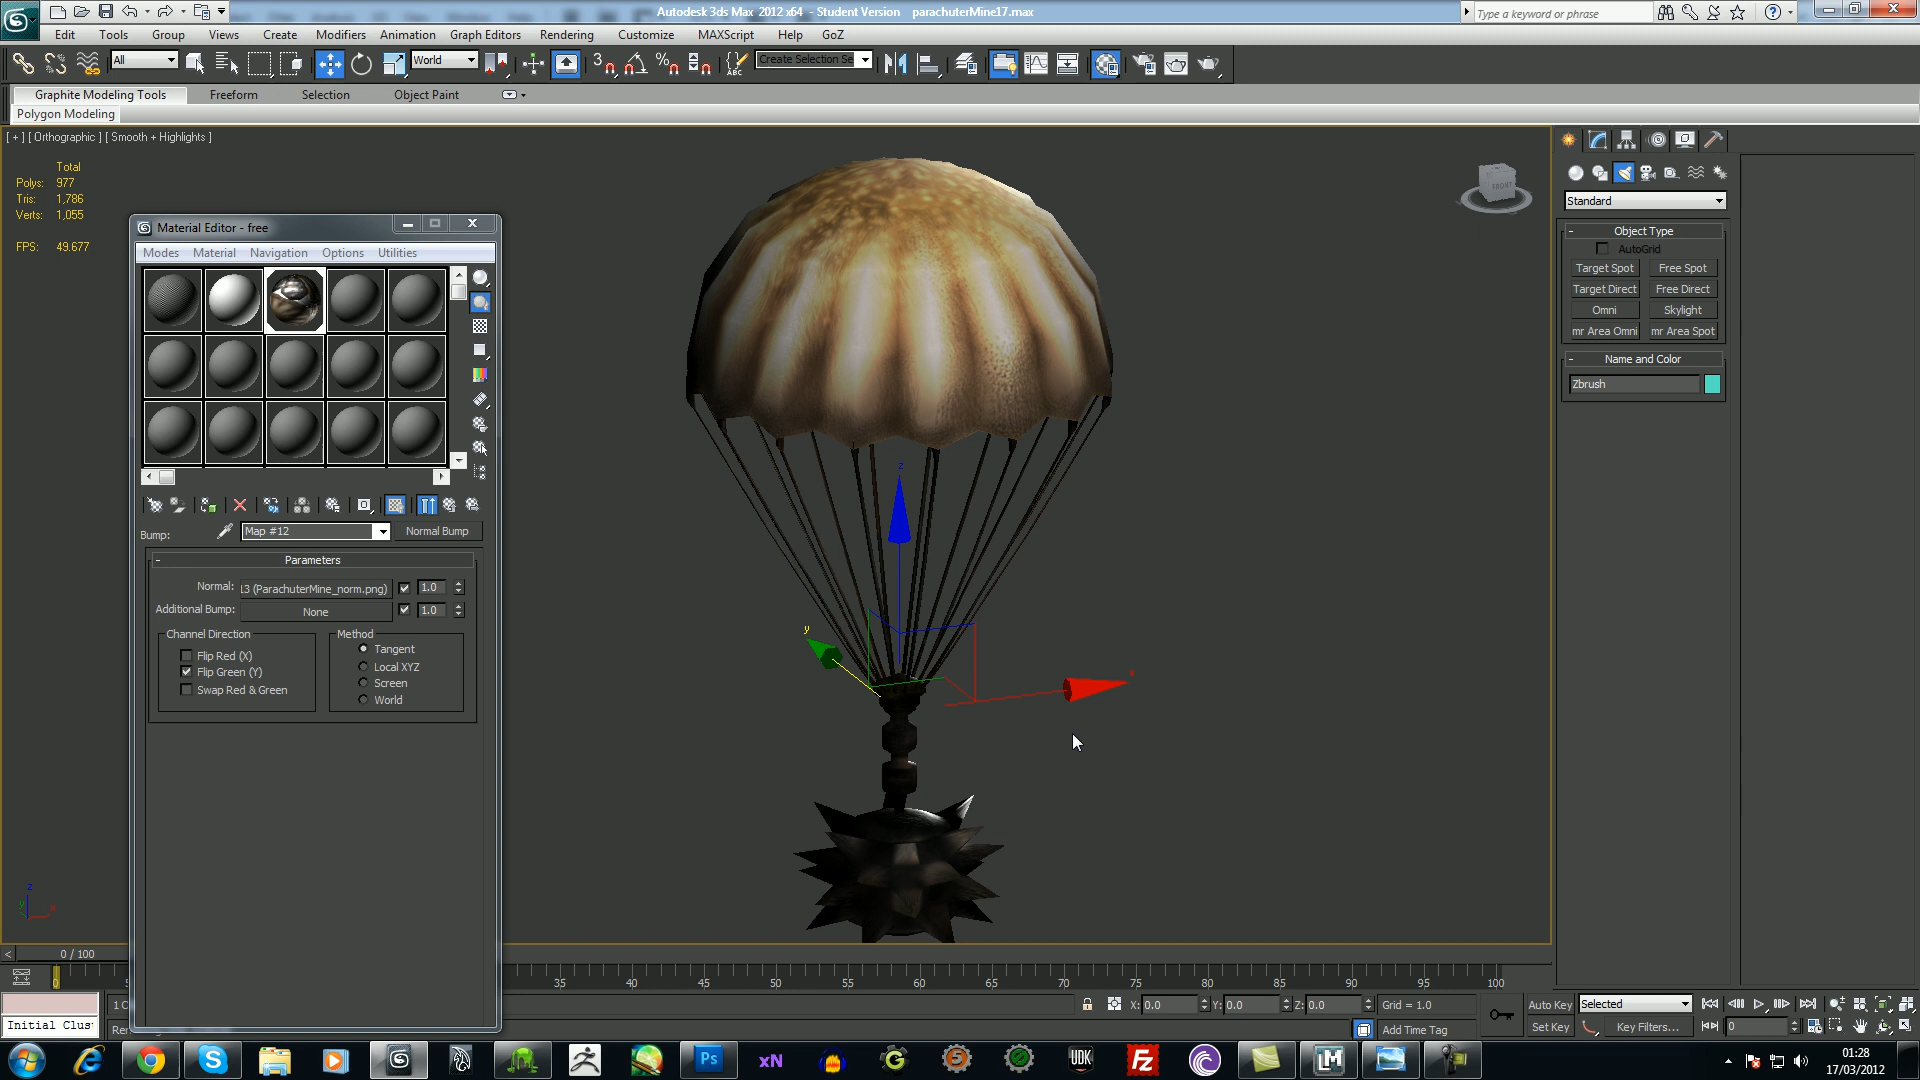 Autodesk 3ds Max 2012 x64 - Student Version parachuterMine17.max
Type a keyword or phrase
Edit Tools Group Views Create Modifiers Animation Graph Editors Rendering Customize MAXScript Help GoZ
All World Create Selection Se
Graphite Modeling Tools Freeform Selection Object Paint
Polygon Modeling
[ + ] [ Orthographic ] [ Smooth + Highlights ]
Total
Polys: 977
Tris: 1,786
Verts: 1,055
FPS: 49.677
Material Editor - free
Modes Material Navigation Options Utilities
Bump: Map #12 Normal Bump
- Parameters
Normal: 13 (ParachuterMine_norm.png) 1.0
Additional Bump: None 1.0
Channel Direction
Flip Red (X)
Flip Green (Y)
Swap Red & Green
Method
Tangent
Local XYZ
Screen
World
z
y
x
FRONT
Standard
- Object Type
AutoGrid
Target Spot Free Spot
Target Direct Free Direct
Omni Skylight
mr Area Omni mr Area Spot
- Name and Color
Zbrush
z
y
x
< 0 / 100
0 35 40 45 50 55 60 65 70 75 80 85 90 95 100
X: 0.0 Y: 0.0 Z: 0.0 Grid = 1.0 Auto Key Selected
Initial Clus
Add Time Tag Set Key Key Filters... 0
Ps xN G 5 UDK Fz LM
01:28
17/03/2012